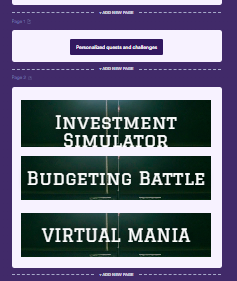 + ADD NEW PAGE
Page 1
Personalized quests and challenges
+ ADD NEW PAGE
Page 2
INVESTMENT
SIMULATOR
BUDGETING BATTLE
VIRTUAL MANIA
+ ADD NEW PAGE